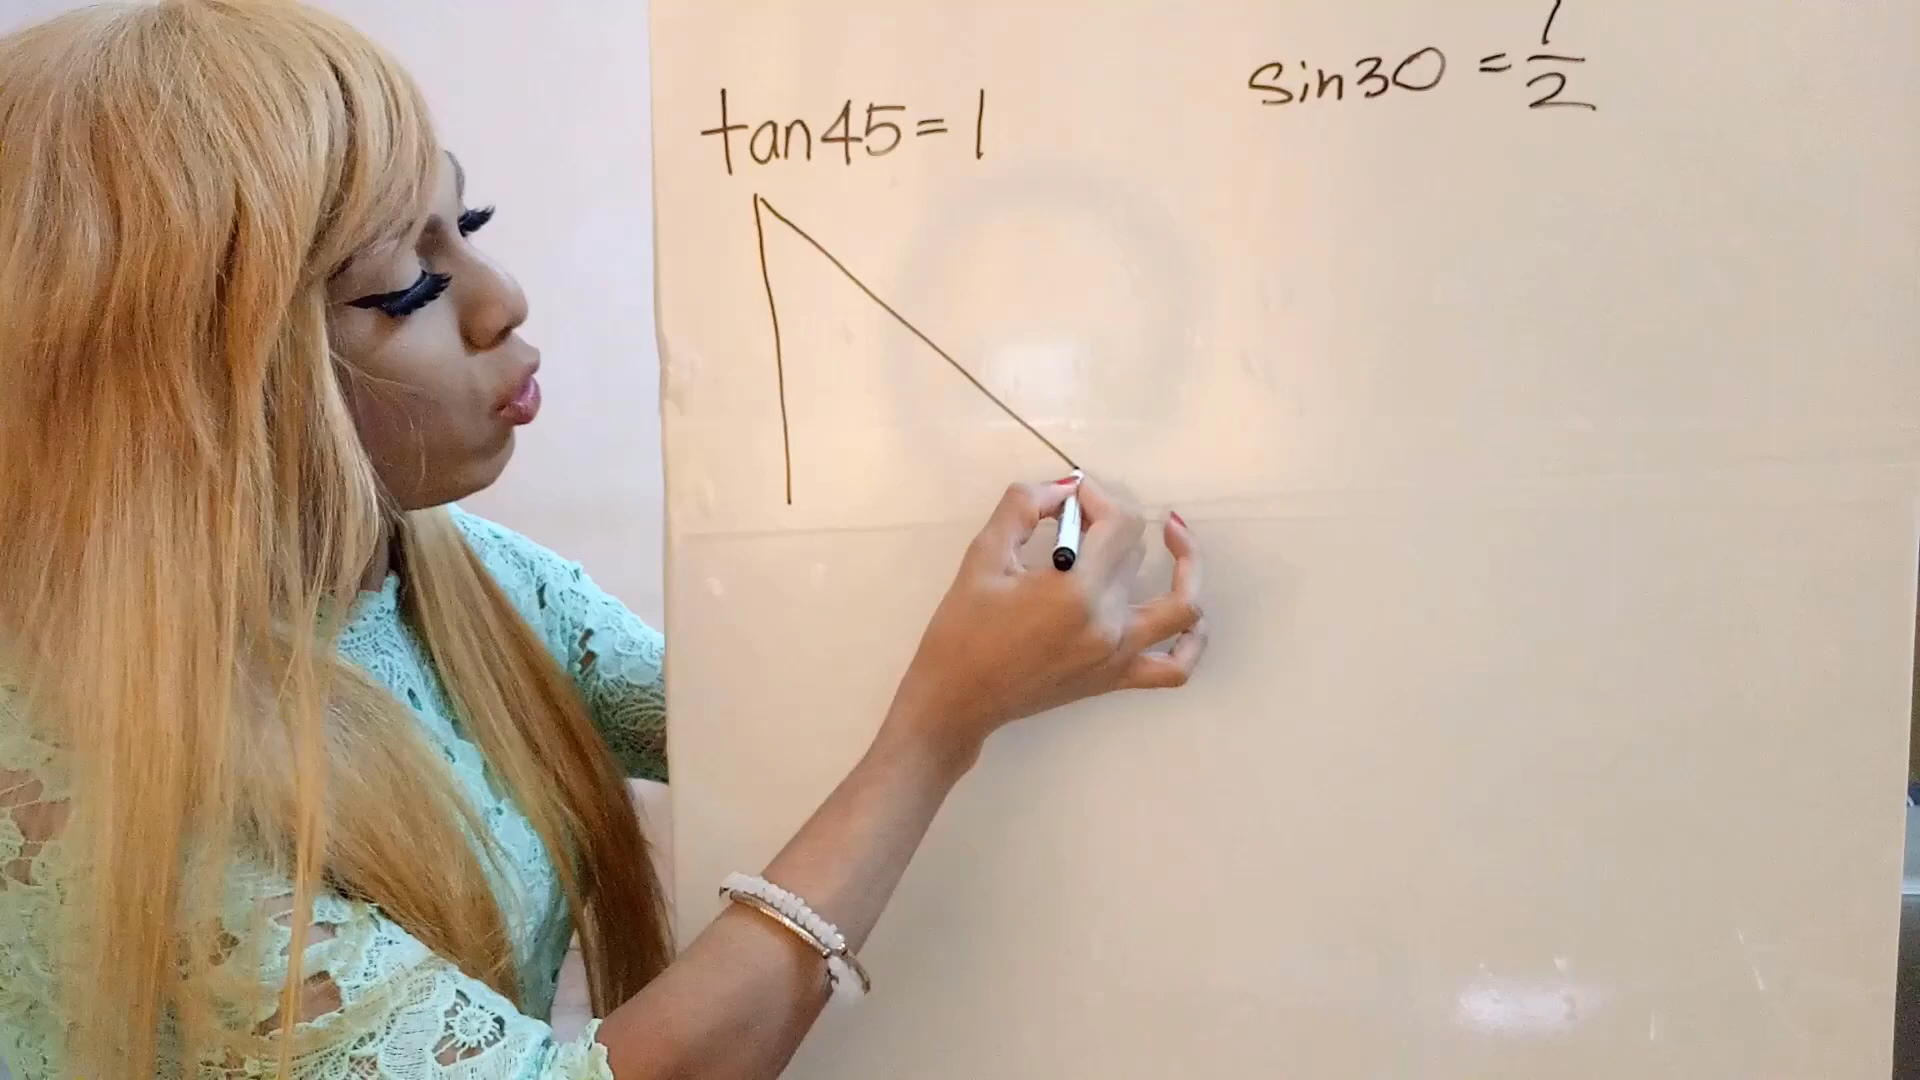 tan45=1
sin30 = 1/2